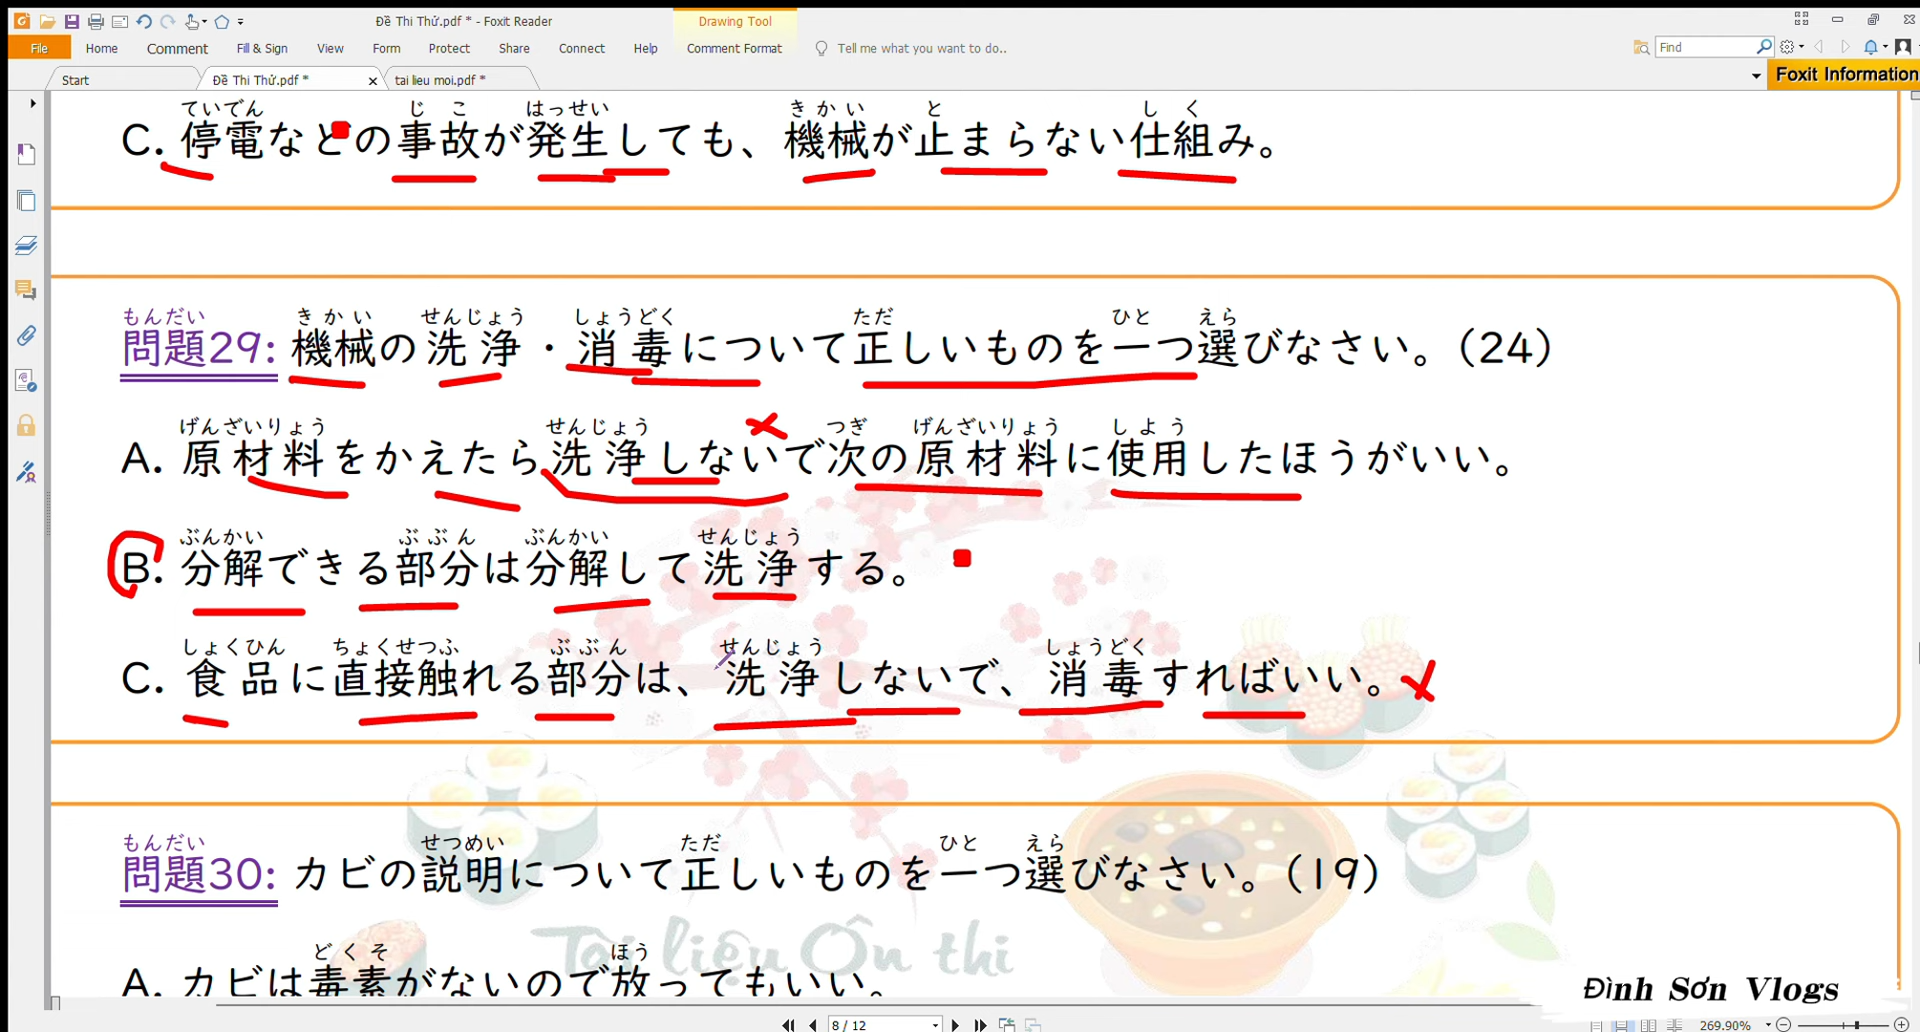 Đề Thi Thử.pdf * - Foxit Reader
Drawing Tool
File Home Comment Fill & Sign View Form Protect Share Connect Help Comment Format Tell me what you want to do.. Find
Start Đề Thi Thử.pdf * tai lieu moi.pdf * Foxit Information
ていでん じこ はっせい きかい と しく
C. 停電などの事故が発生しても、機械が止まらない仕組み。
もんだい きかい せんじょう しょうどく ただ ひと えら
問題29: 機械の洗浄・消毒について正しいものを一つ選びなさい。(24)
げんざいりょう せんじょう つぎ げんざいりょう しよう
A. 原材料をかえたら洗浄しないで次の原材料に使用したほうがいい。
ぶんかい ぶぶん ぶんかい せんじょう
B. 分解できる部分は分解して洗浄する。
しょくひん ちょくせつふ ぶぶん せんじょう しょうどく
C. 食品に直接触れる部分は、洗浄しないで、消毒すればいい。
もんだい せつめい ただ ひと えら
問題30: カビの説明について正しいものを一つ選びなさい。(19)
どくそ ほう
A. カビは毒素がないので放ってもいい。
Tài liệu Ôn thi
Đình Sơn Vlogs
8 / 12 269.90%